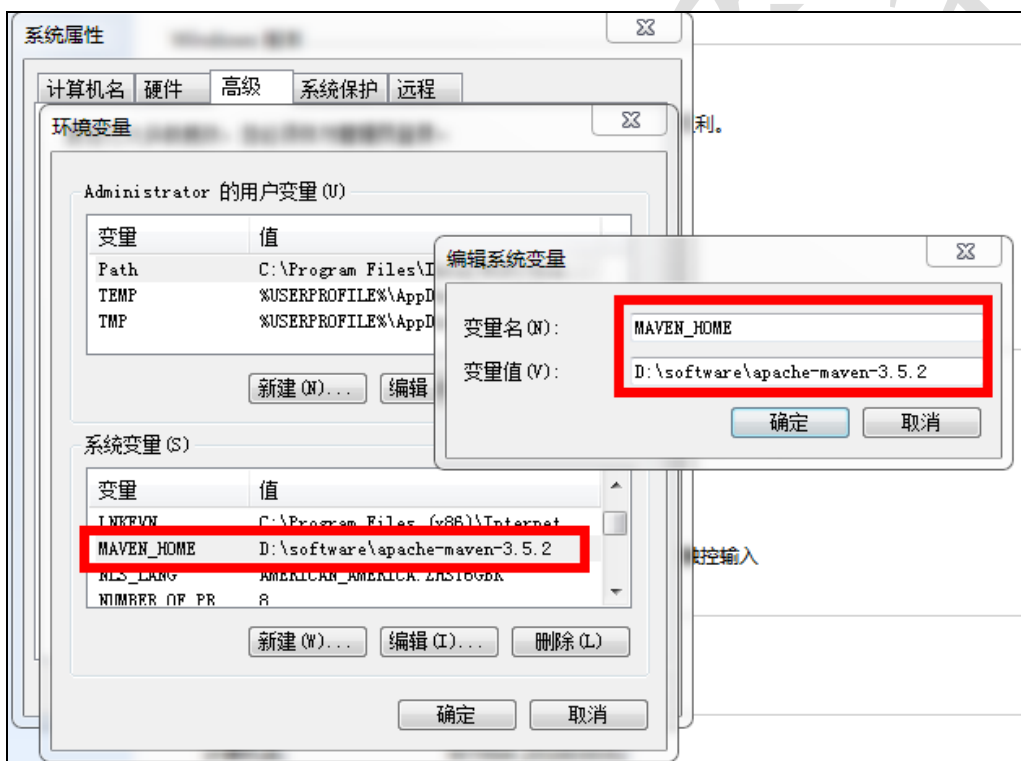 系统属性
计算机名 硬件 高级 系统保护 远程
环境变量
利。
Administrator 的用户变量(U)
变量 值
Path C:\Program Files\I
TEMP %USERPROFILE%\AppD
TMP %USERPROFILE%\AppD
新建(N)... 编辑
编辑系统变量
变量名(N): MAVEN_HOME
变量值(V): D:\software\apache-maven-3.5.2
确定 取消
系统变量(S)
变量 值
C:\Program Files (x86)\Internet
MAVEN_HOME D:\software\apache-maven-3.5.2
NLS_LANG AMERICAN_AMERICA.ZHS16GBK
NUMBER_OF_PR 8
新建(W)... 编辑(I)... 删除(L)
控输入
确定 取消